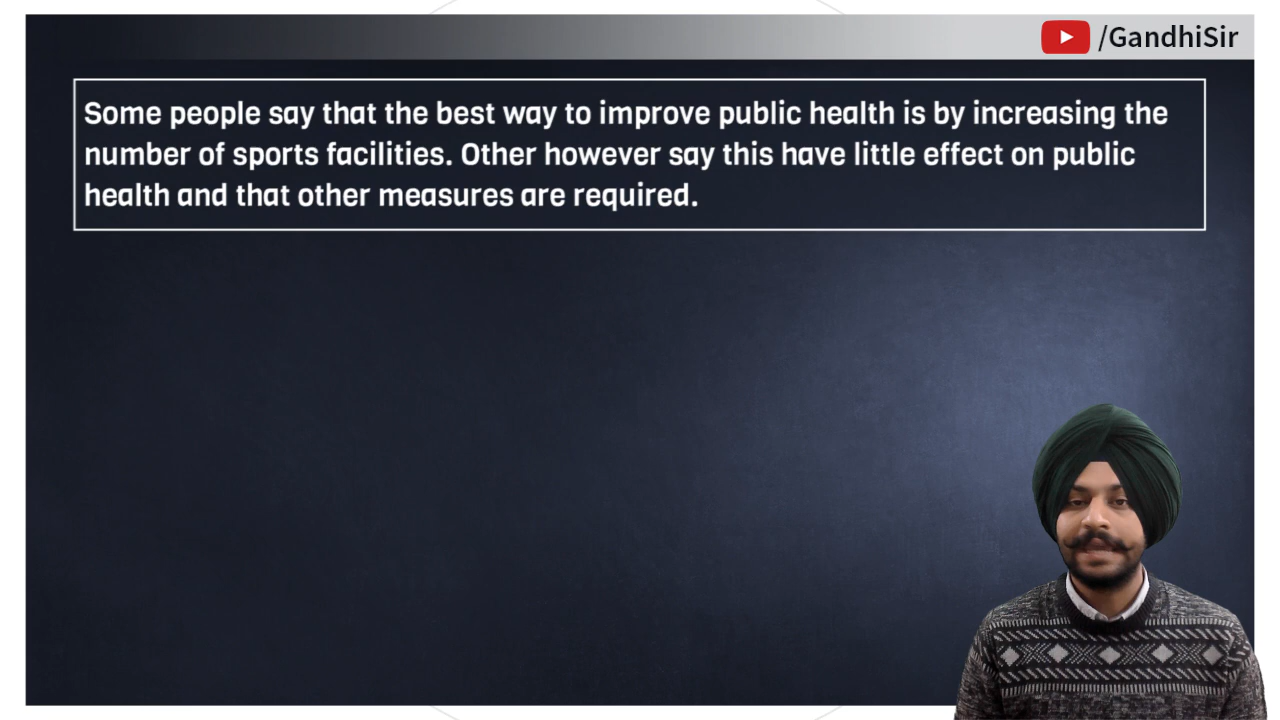 /GandhiSir
Some people say that the best way to improve public health is by increasing the
number of sports facilities. Other however say this have little effect on public
health and that other measures are required.